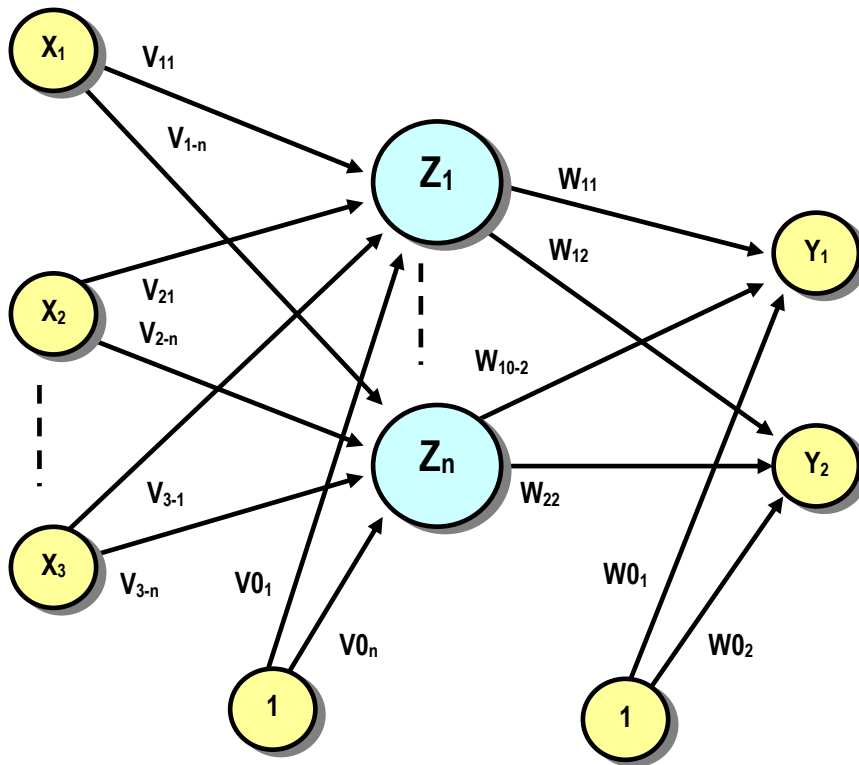 X₁
V₁₁
V₁₋ₙ
Z₁
W₁₁
W₁₂
Y₁
V₂₁
X₂
V₂₋ₙ
W₁₀₋₂
Zₙ
Y₂
W₂₂
V₃₋₁
X₃
V₃₋ₙ
V0₁
W0₁
V0ₙ
W0₂
1
1